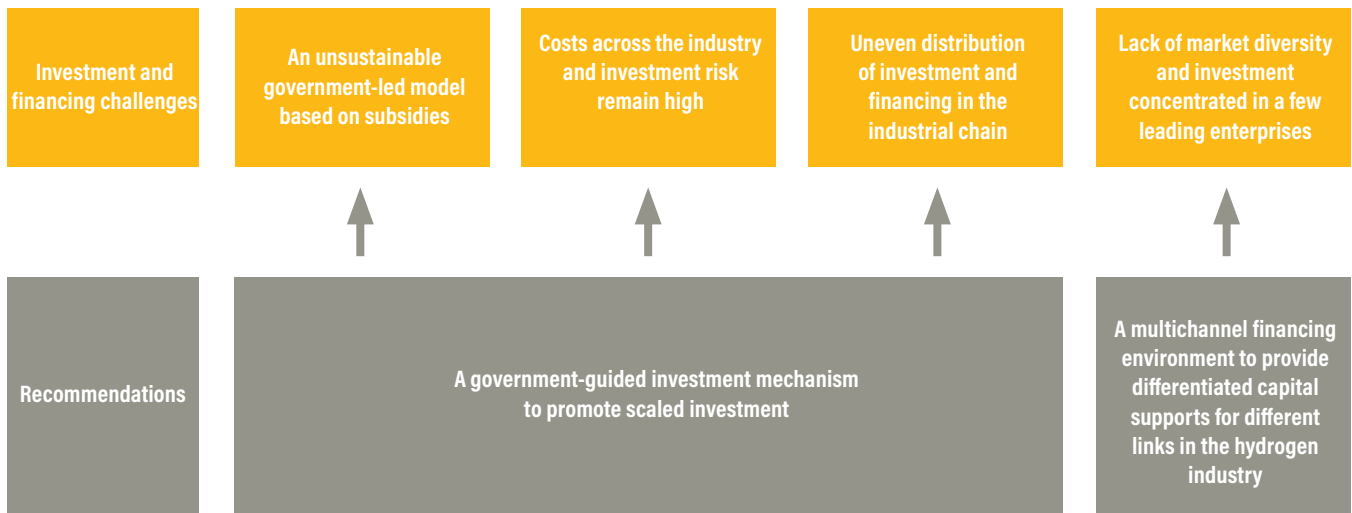 Investment and
financing challenges
An unsustainable
government-led model
based on subsidies
Costs across the industry
and investment risk
remain high
Uneven distribution
of investment and
financing in the
industrial chain
Lack of market diversity
and investment
concentrated in a few
leading enterprises
Recommendations
A government-guided investment mechanism
to promote scaled investment
A multichannel financing
environment to provide
differentiated capital
supports for different
links in the hydrogen
industry